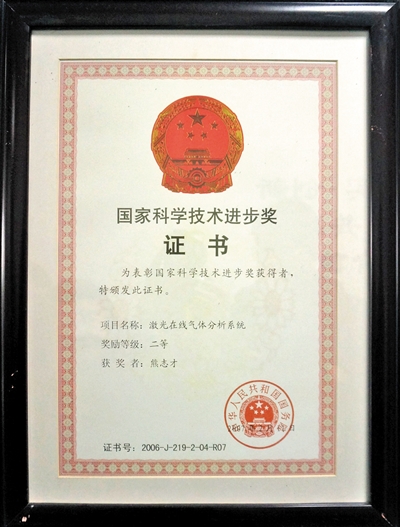 国家科学技术进步奖
证书
为表彰国家科学技术进步奖获得者，
特颁发此证书。
项目名称：激光在线气体分析系统
奖励等级：二等
获奖者：熊志才
中华人民共和国国务院
证书号：2006-J-219-2-04-R07